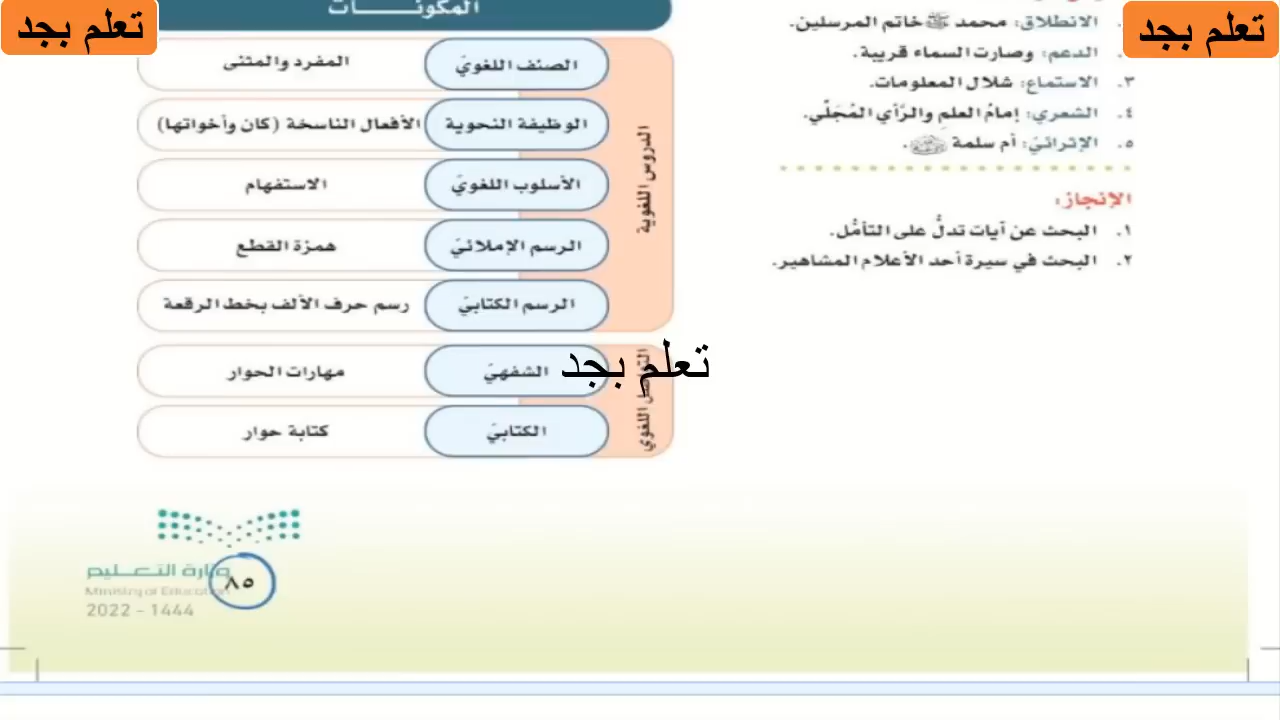 تعلم بجد
تعلم بجد
الانطلاق: محمد ﷺ خاتم المرسلين.
الدعم: وصارت السماء قريبة.
٣. الاستماع: شلال المعلومات.
٤. الشعري: إمامُ العلمِ والرَّأي المُجَلّي.
٥. الإثرائيّ: أم سلمة
الإنجاز:
١. البحث عن آيات تدلُّ على التأمُّل.
٢. البحث في سيرة أحد الأعلام المشاهير.
المكونـــــــات
الدروس اللغوية
الصنف اللغويّ المفرد والمثنى
الوظيفة النحوية الأفعال الناسخة (كان وأخواتها)
الأسلوب اللغويّ الاستفهام
الرسم الإملائيّ همزة القطع
الرسم الكتابيّ رسم حرف الألف بخط الرقعة
التواصل اللغوي
الشفهيّ مهارات الحوار
الكتابيّ كتابة حوار
تعلم بجد
وزارة التعـــليم
Ministry of Education
2022 - 1444
٨٥